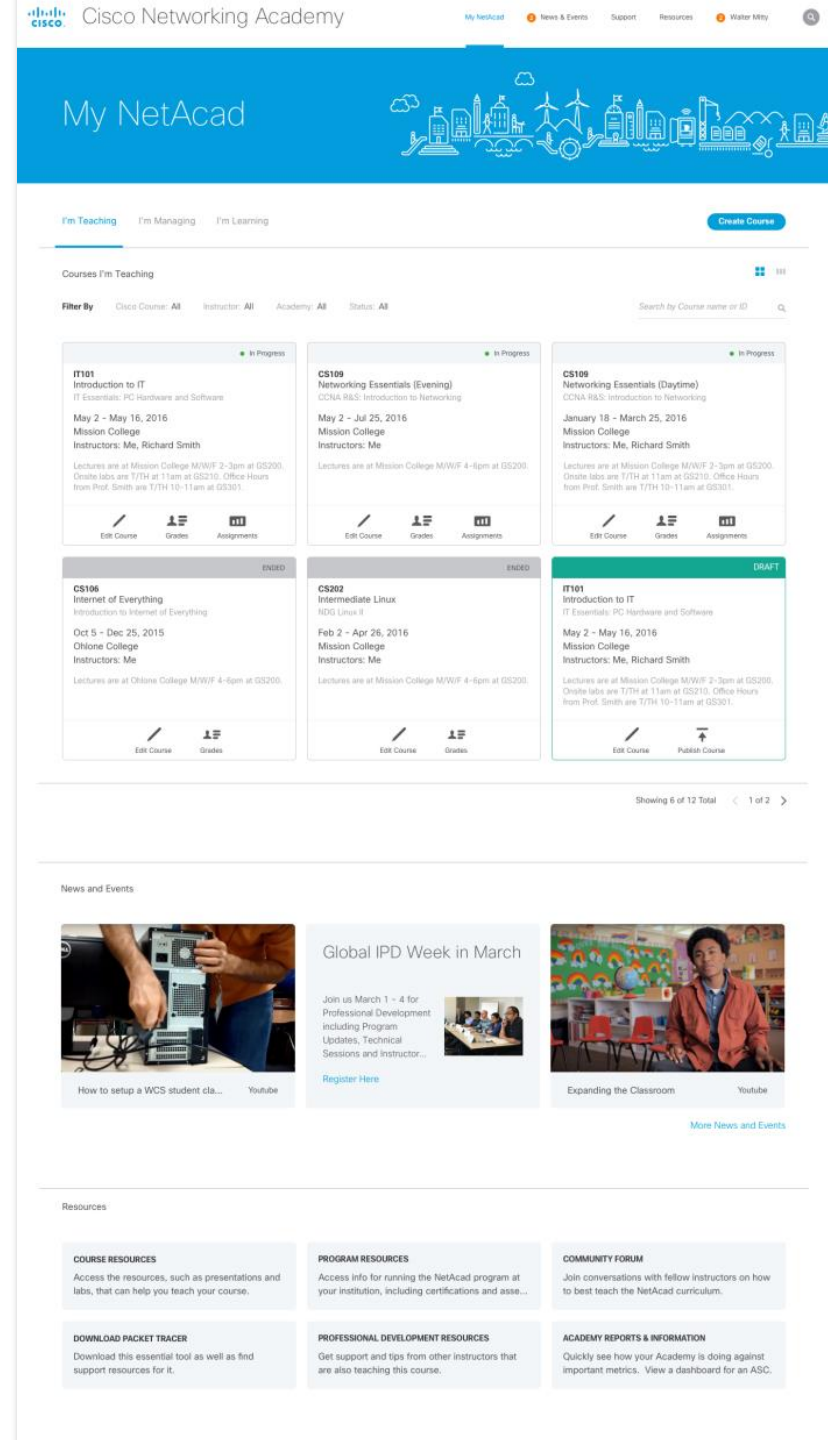 CISCO.
Cisco Networking Academy
My NetAcad
2 News & Events
Support
Resources
2 Walter Mitty
My NetAcad
I'm Teaching
I'm Managing
I'm Learning
Create Course
Courses I'm Teaching
Filter By
Cisco Course: All
Instructor: All
Academy: All
Status: All
Search by Course name or ID
In Progress
IT101
Introduction to IT
IT Essentials: PC Hardware and Software
May 2 - May 16, 2016
Mission College
Instructors: Me, Richard Smith
Lectures are at Mission College M/W/F 2-3pm at GS200.
Onsite labs are T/TH at 11am at GS210. Office Hours
from Prof. Smith are T/TH 10-11am at GS301.
Edit Course
Grades
Assignments
In Progress
CS109
Networking Essentials (Evening)
CCNA R&S: Introduction to Networking
May 2 - Jul 25, 2016
Mission College
Instructors: Me
Lectures are at Mission College M/W/F 4-6pm at GS200.
Edit Course
Grades
Assignments
In Progress
CS109
Networking Essentials (Daytime)
CCNA R&S: Introduction to Networking
January 18 - March 25, 2016
Mission College
Instructors: Me, Richard Smith
Lectures are at Mission College M/W/F 2-3pm at GS200.
Onsite labs are T/TH at 11am at GS210. Office Hours
from Prof. Smith are T/TH 10-11am at GS301.
Edit Course
Grades
Assignments
ENDED
CS106
Internet of Everything
Introduction to Internet of Everything
Oct 5 - Dec 25, 2015
Ohlone College
Instructors: Me
Lectures are at Ohlone College M/W/F 4-6pm at GS200.
Edit Course
Grades
ENDED
CS202
Intermediate Linux
NDG Linux II
Feb 2 - Apr 26, 2016
Mission College
Instructors: Me
Lectures are at Mission College M/W/F 4-6pm at GS200.
Edit Course
Grades
DRAFT
IT101
Introduction to IT
IT Essentials: PC Hardware and Software
May 2 - May 16, 2016
Mission College
Instructors: Me, Richard Smith
Lectures are at Mission College M/W/F 2-3pm at GS200.
Onsite labs are T/TH at 11am at GS210. Office Hours
from Prof. Smith are T/TH 10-11am at GS301.
Edit Course
Publish Course
Showing 6 of 12 Total
1 of 2
News and Events
How to setup a WCS student cla...
Youtube
Global IPD Week in March
Join us March 1 - 4 for
Professional Development
including Program
Updates, Technical
Sessions and Instructor...
Register Here
Expanding the Classroom
Youtube
More News and Events
Resources
COURSE RESOURCES
Access the resources, such as presentations and
labs, that can help you teach your course.
PROGRAM RESOURCES
Access info for running the NetAcad program at
your institution, including certifications and asse...
COMMUNITY FORUM
Join conversations with fellow instructors on how
to best teach the NetAcad curriculum.
DOWNLOAD PACKET TRACER
Download this essential tool as well as find
support resources for it.
PROFESSIONAL DEVELOPMENT RESOURCES
Get support and tips from other instructors that
are also teaching this course.
ACADEMY REPORTS & INFORMATION
Quickly see how your Academy is doing against
important metrics. View a dashboard for an ASC.